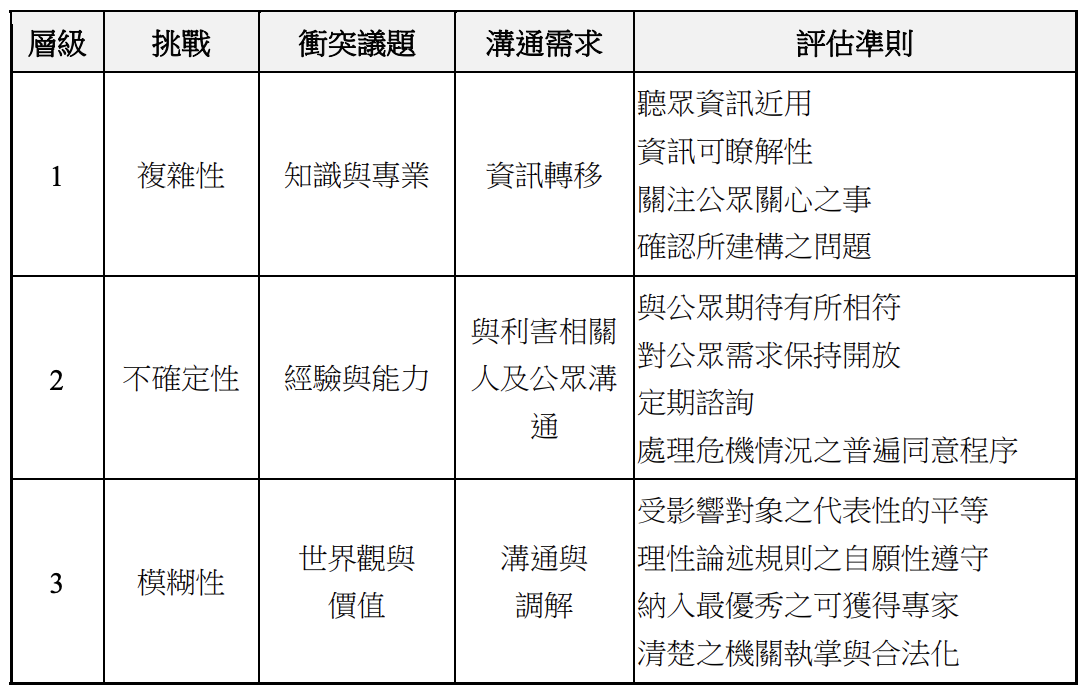 層級 挑戰 衝突議題 溝通需求 評估準則
1 複雜性 知識與專業 資訊轉移
聽眾資訊近用
資訊可瞭解性
關注公眾關心之事
確認所建構之問題
2 不確定性 經驗與能力
與利害相關
人及公眾溝
通
與公眾期待有所相符
對公眾需求保持開放
定期諮詢
處理危機情況之普遍同意程序
3 模糊性
世界觀與
價值
溝通與
調解
受影響對象之代表性的平等
理性論述規則之自願性遵守
納入最優秀之可獲得專家
清楚之機關執掌與合法化